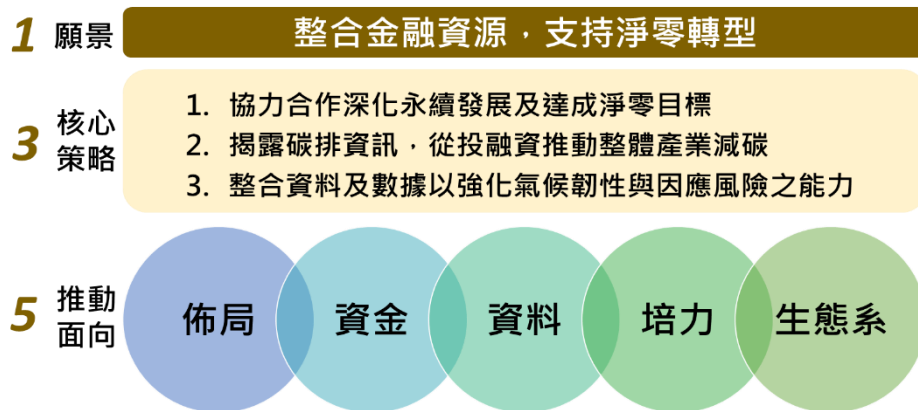 1 願景 整合金融資源，支持淨零轉型
3 核心策略
1. 協力合作深化永續發展及達成淨零目標
2. 揭露碳排資訊，從投融資推動整體產業減碳
3. 整合資料及數據以強化氣候韌性與因應風險之能力
5 推動面向
佈局 資金 資料 培力 生態系